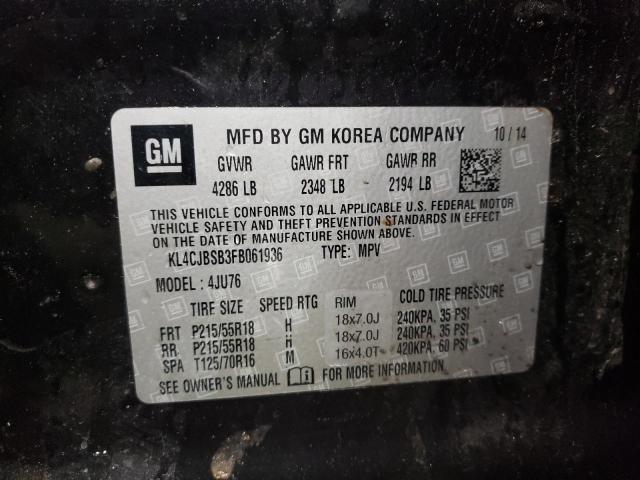 GM
MFD BY GM KOREA COMPANY 10 / 14
GVWR GAWR FRT GAWR RR
4286 LB 2348 LB 2194 LB
THIS VEHICLE CONFORMS TO ALL APPLICABLE U.S. FEDERAL MOTOR
VEHICLE SAFETY AND THEFT PREVENTION STANDARDS IN EFFECT
ON THE DATE OF MANUFACTURE SHOWN ABOVE.
KL4CJBSB3FB061936 TYPE: MPV
MODEL : 4JU76
TIRE SIZE SPEED RTG RIM COLD TIRE PRESSURE
FRT P215/55R18 H 18x7.0J 240KPA, 35 PSI
RR P215/55R18 H 18x7.0J 240KPA, 35 PSI
SPA T125/70R16 M 16x4.0T 420KPA, 60 PSI
SEE OWNER'S MANUAL FOR MORE INFORMATION